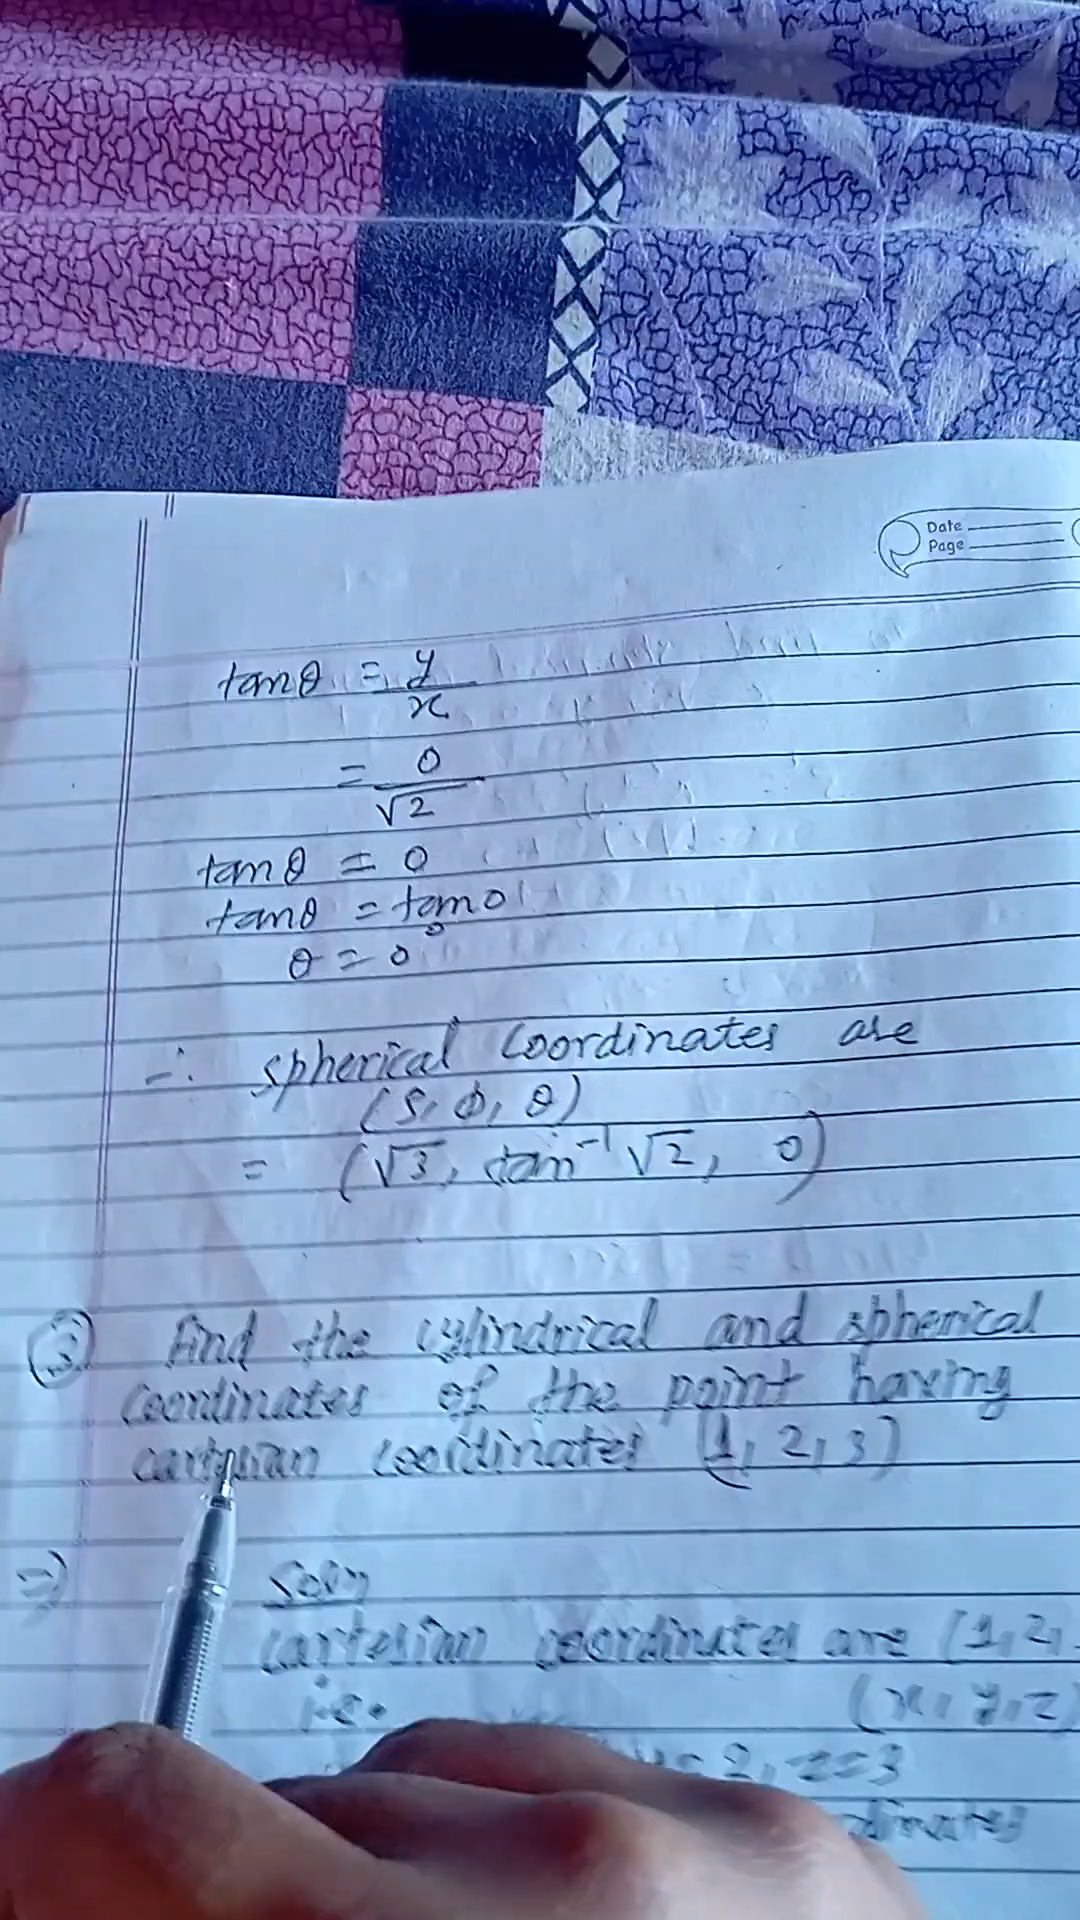 Date
Page
tanθ = y/x
= 0/√2
tanθ = 0
tanθ = tan0
θ = 0°
∴ spherical coordinates are
(ρ, ϕ, θ)
= (√3, tan⁻¹√2, 0)
③ Find the cylindrical and spherical
coordinates of the point having
cartesian coordinates (1, 2, 3)
⇒ Soln
cartesian coordinates are (1, 2,
i.e. (x, y, z)
= 2, z = 3